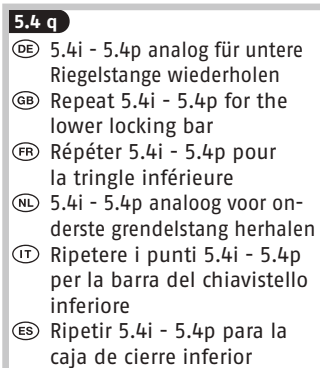 5.4 q
DE 5.4i - 5.4p analog für untere
Riegelstange wiederholen
GB Repeat 5.4i - 5.4p for the
lower locking bar
FR Répéter 5.4i - 5.4p pour
la tringle inférieure
NL 5.4i - 5.4p analoog voor on-
derste grendelstang herhalen
IT Ripetere i punti 5.4i - 5.4p
per la barra del chiavistello
inferiore
ES Ripetir 5.4i - 5.4p para la
caja de cierre inferior